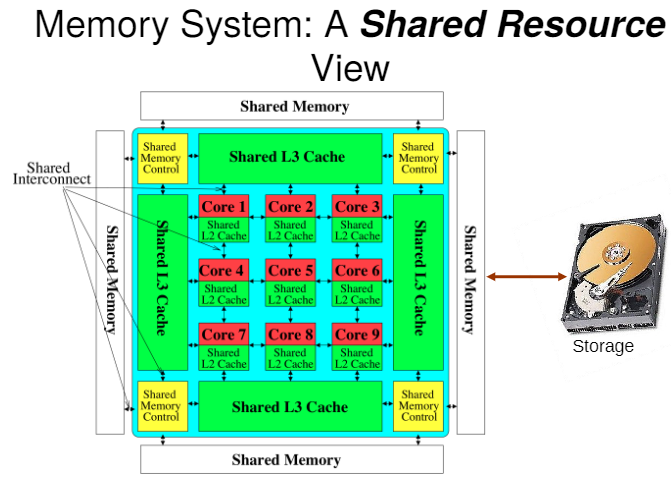 Memory System: A Shared Resource
View
Shared Memory
Shared
Memory
Control
Shared L3 Cache
Shared
Memory
Control
Shared
Interconnect
Core 1
Shared
L2 Cache
Core 2
Shared
L2 Cache
Core 3
Shared
L2 Cache
Shared Memory
Shared L3 Cache
Core 4
Shared
L2 Cache
Core 5
Shared
L2 Cache
Core 6
Shared
L2 Cache
Shared L3 Cache
Shared Memory
Core 7
Shared
L2 Cache
Core 8
Shared
L2 Cache
Core 9
Shared
L2 Cache
Storage
Shared
Memory
Control
Shared L3 Cache
Shared
Memory
Control
Shared Memory